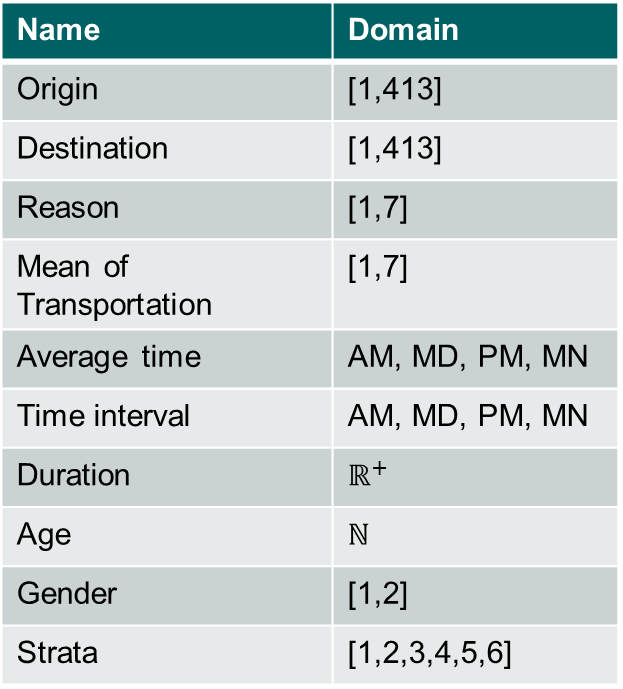 Name Domain
Origin [1,413]
Destination [1,413]
Reason [1,7]
Mean of [1,7]
Transportation
Average time AM, MD, PM, MN
Time interval AM, MD, PM, MN
Duration ℝ⁺
Age ℕ
Gender [1,2]
Strata [1,2,3,4,5,6]